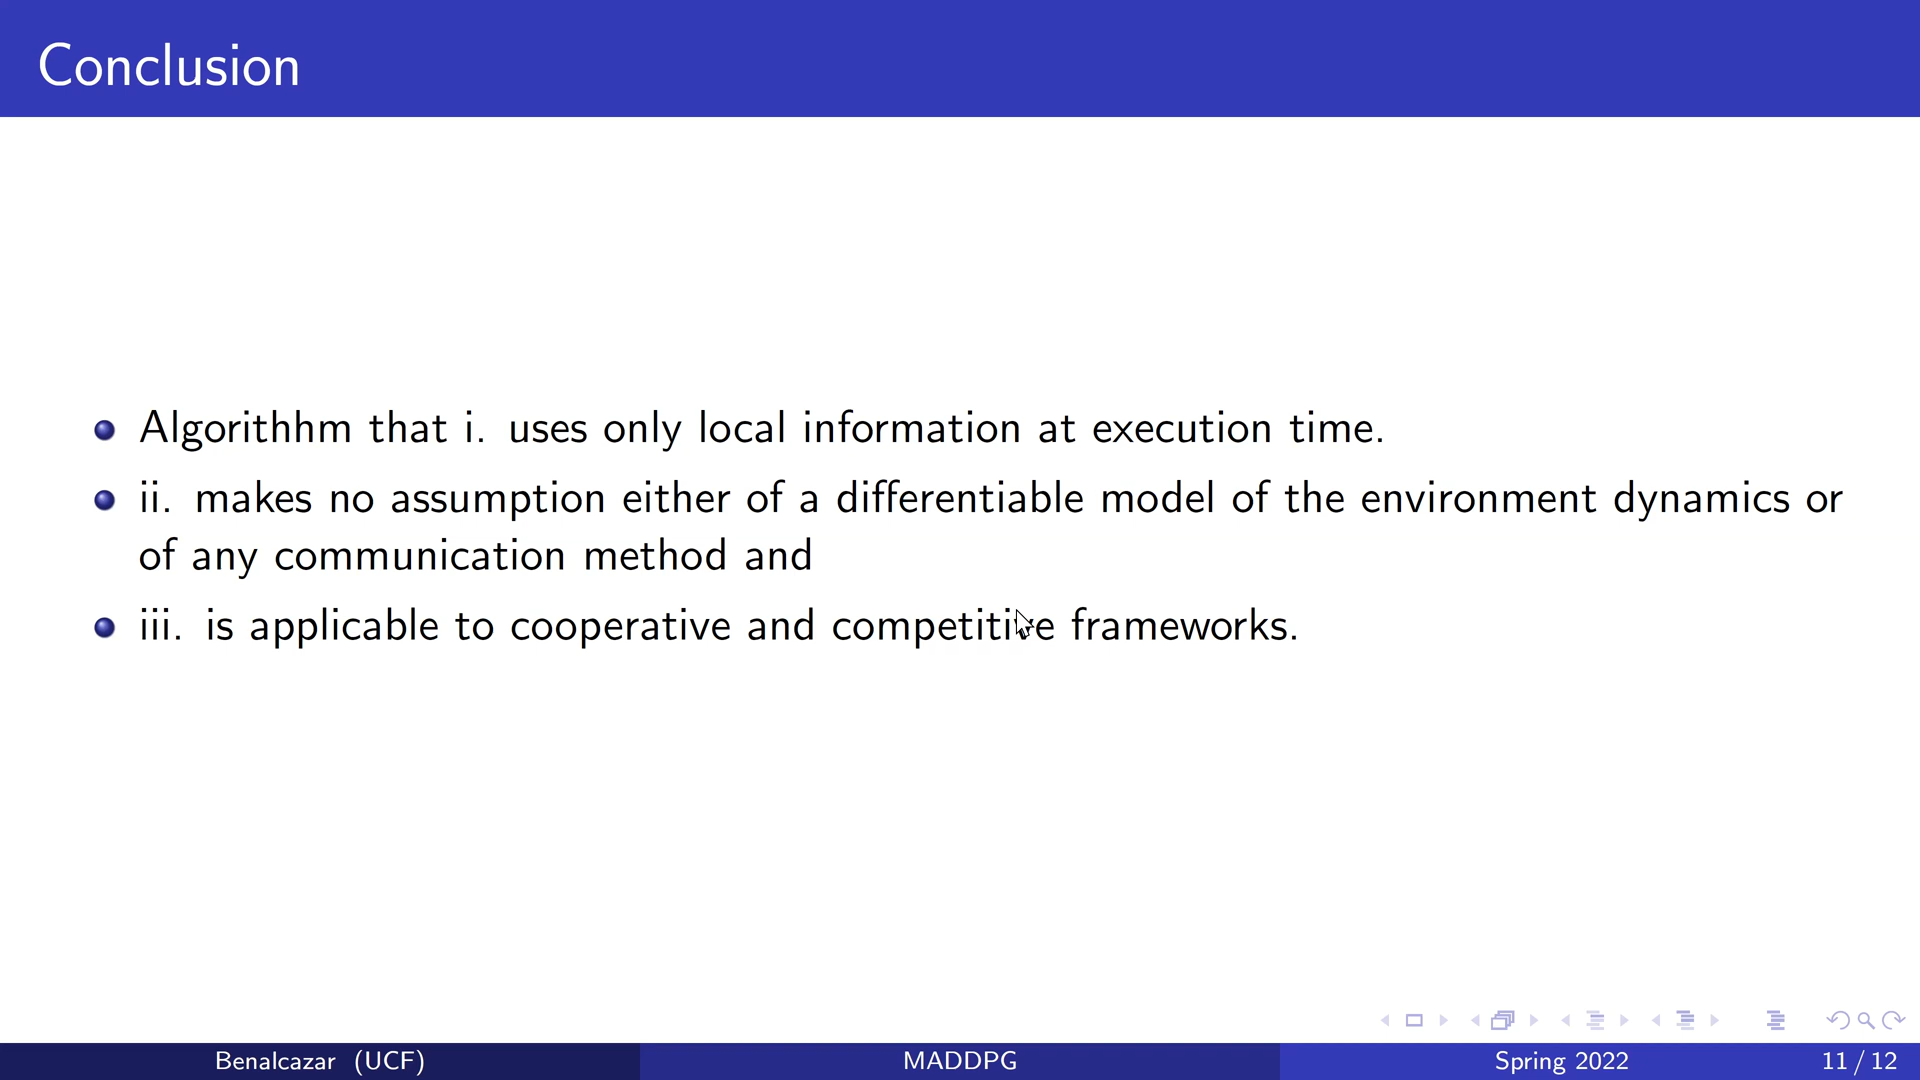 Conclusion
Algorithhm that i. uses only local information at execution time.
ii. makes no assumption either of a differentiable model of the environment dynamics or
of any communication method and
iii. is applicable to cooperative and competitive frameworks.
Benalcazar (UCF) MADDPG Spring 2022 11 / 12